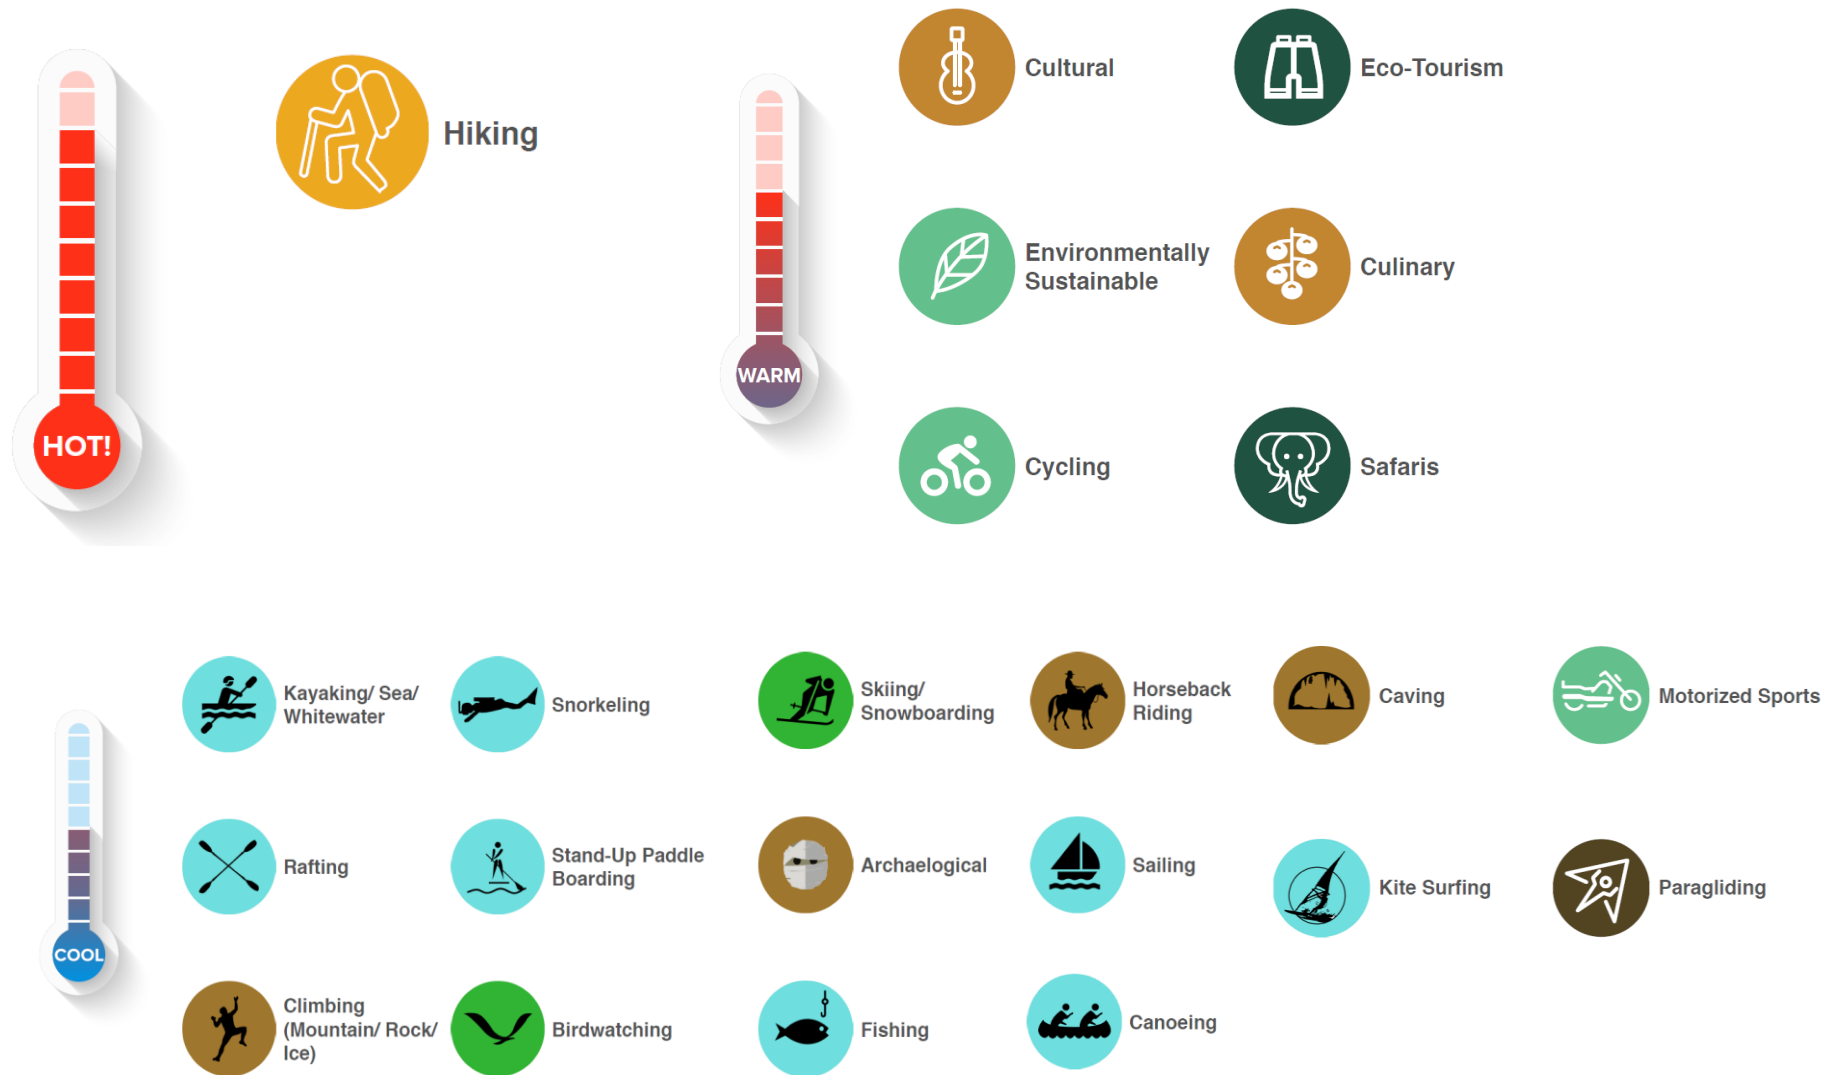 HOT!
Hiking
WARM
Cultural
Eco-Tourism
Environmentally
Sustainable
Culinary
Cycling
Safaris
COOL
Kayaking/ Sea/
Whitewater
Snorkeling
Skiing/
Snowboarding
Horseback
Riding
Caving
Motorized Sports
Rafting
Stand-Up Paddle
Boarding
Archaelogical
Sailing
Kite Surfing
Paragliding
Climbing
(Mountain/ Rock/
Ice)
Birdwatching
Fishing
Canoeing